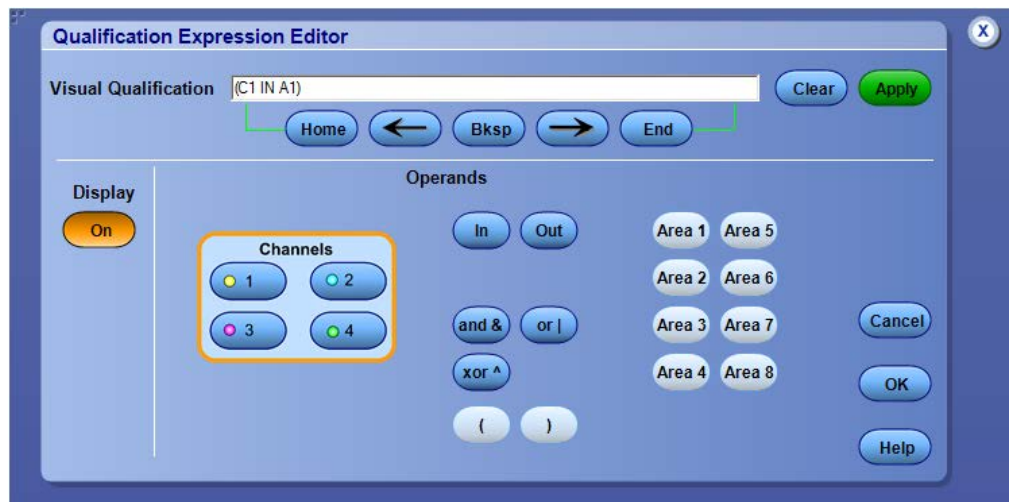 Qualification Expression Editor
X
Visual Qualification (C1 IN A1) Clear Apply
Home Bksp End
Operands
Display
On
Channels
1 2
3 4
In Out
and & or |
xor ^
( )
Area 1 Area 5
Area 2 Area 6
Area 3 Area 7
Area 4 Area 8
Cancel
OK
Help